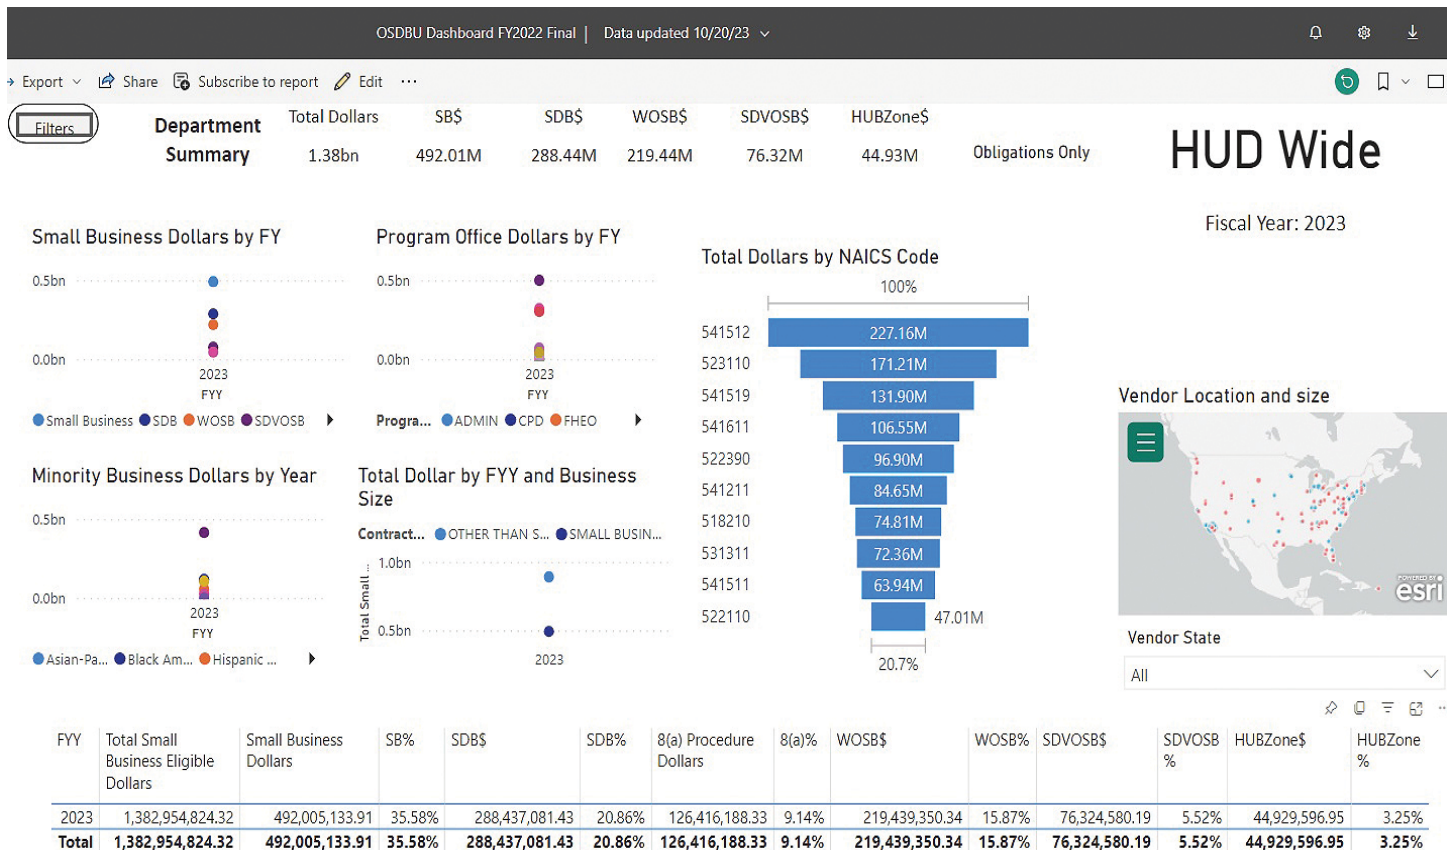 OSDBU Dashboard FY2022 Final | Data updated 10/20/23
Export Share Subscribe to report Edit ...
Filters
Department Summary
Total Dollars SB$ SDB$ WOSB$ SDVOSB$ HUBZone$
1.38bn 492.01M 288.44M 219.44M 76.32M 44.93M
Obligations Only
HUD Wide
Fiscal Year: 2023
Small Business Dollars by FY
0.5bn
0.0bn
2023
FYY
Small Business SDB WOSB SDVOSB
Program Office Dollars by FY
0.5bn
0.0bn
2023
FYY
Progra... ADMIN CPD FHEO
Minority Business Dollars by Year
0.5bn
0.0bn
2023
FYY
Asian-Pa... Black Am... Hispanic ...
Total Dollar by FYY and Business
Size
Contract... OTHER THAN S... SMALL BUSIN...
Total Small ...
1.0bn
0.5bn
2023
Total Dollars by NAICS Code
100%
541512 227.16M
523110 171.21M
541519 131.90M
541611 106.55M
522390 96.90M
541211 84.65M
518210 74.81M
531311 72.36M
541511 63.94M
522110 47.01M
20.7%
Vendor Location and size
POWERED BY
esri
Vendor State
All
FYY Total Small Business Eligible Dollars Small Business Dollars SB% SDB$ SDB% 8(a) Procedure Dollars 8(a)% WOSB$ WOSB% SDVOSB$ SDVOSB % HUBZone$ HUBZone %
2023 1,382,954,824.32 492,005,133.91 35.58% 288,437,081.43 20.86% 126,416,188.33 9.14% 219,439,350.34 15.87% 76,324,580.19 5.52% 44,929,596.95 3.25%
Total 1,382,954,824.32 492,005,133.91 35.58% 288,437,081.43 20.86% 126,416,188.33 9.14% 219,439,350.34 15.87% 76,324,580.19 5.52% 44,929,596.95 3.25%